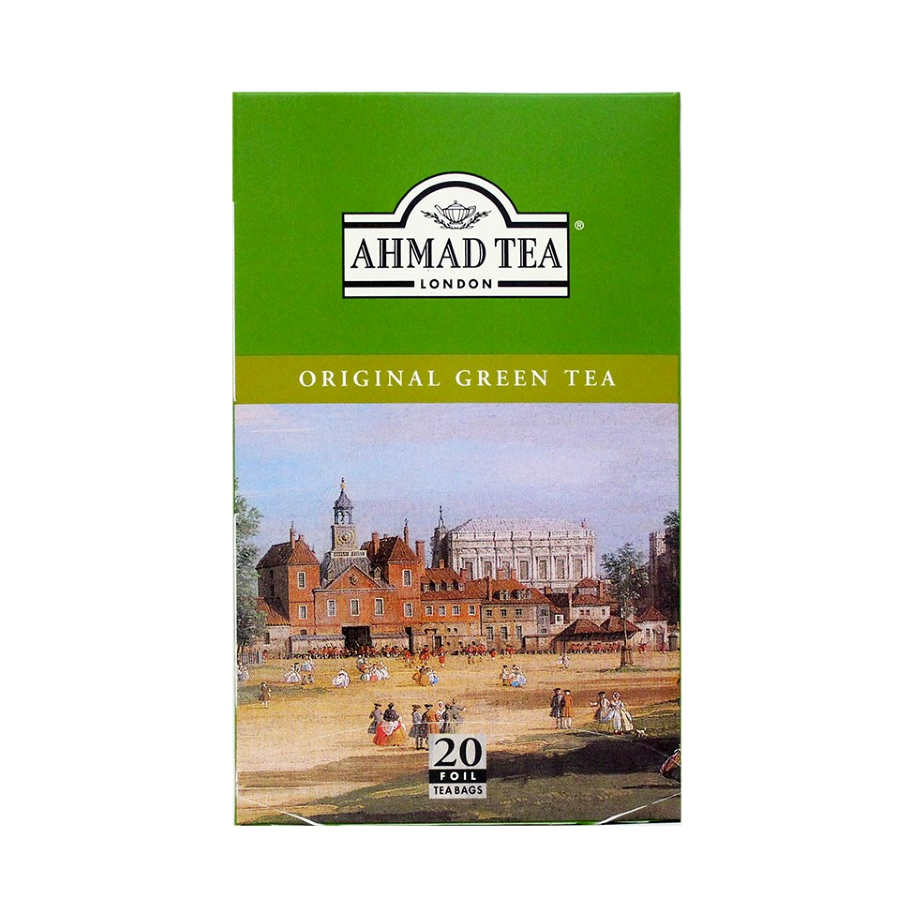 AHMAD TEA
®
LONDON
ORIGINAL GREEN TEA
20
FOIL
TEA BAGS